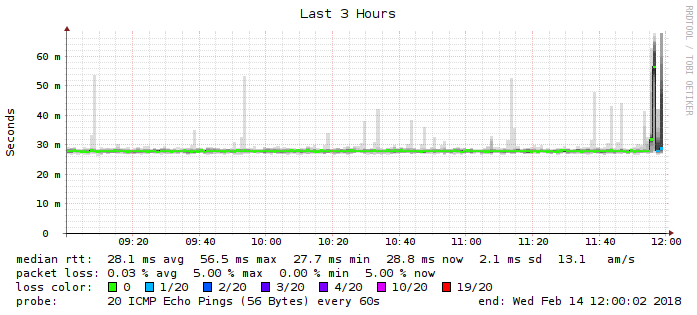 Last 3 Hours
RRDTOOL / TOBI OETIKER
Seconds
60 m
50 m
40 m
30 m
20 m
10 m
0
09:20 09:40 10:00 10:20 10:40 11:00 11:20 11:40 12:00
median rtt: 28.1 ms avg 56.5 ms max 27.7 ms min 28.8 ms now 2.1 ms sd 13.1 am/s
packet loss: 0.03 % avg 5.00 % max 0.00 % min 5.00 % now
loss color: 0 1/20 2/20 3/20 4/20 10/20 19/20
probe: 20 ICMP Echo Pings (56 Bytes) every 60s end: Wed Feb 14 12:00:02 2018